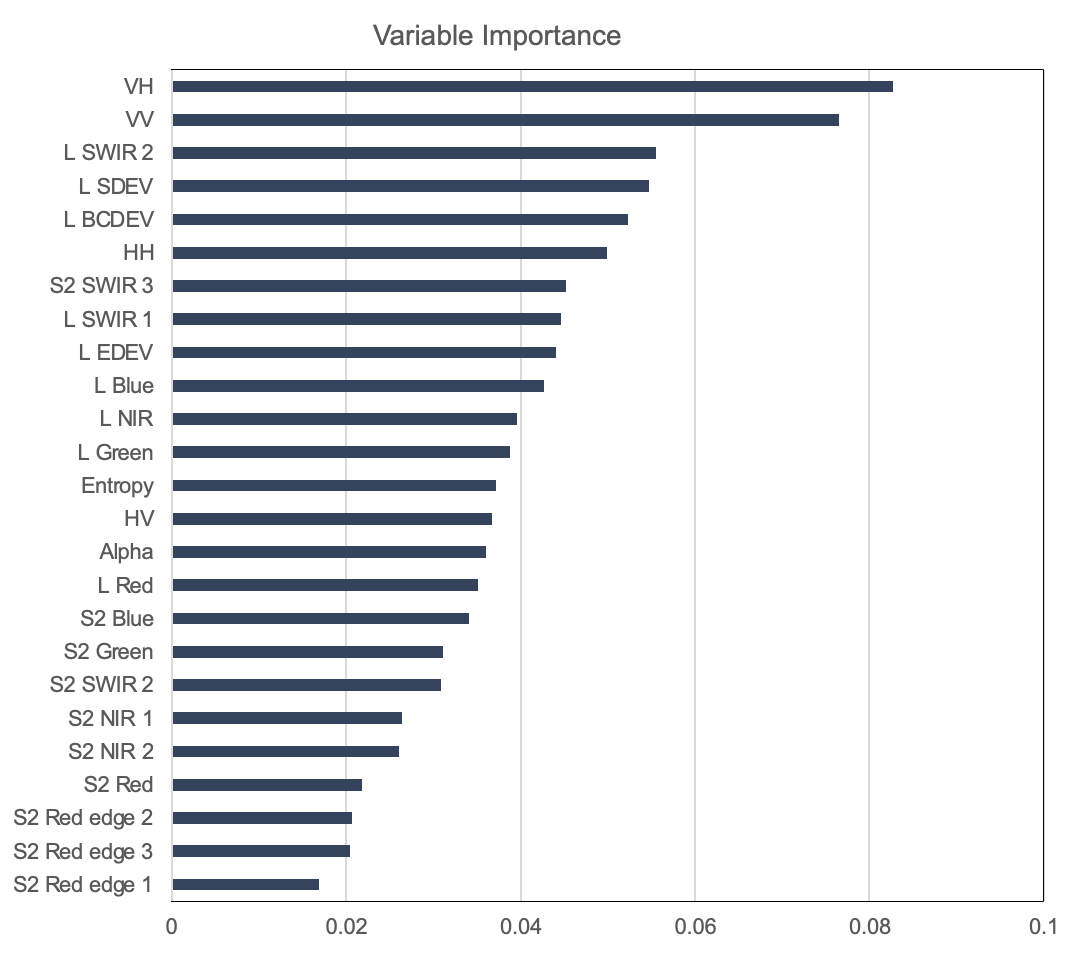 Variable Importance
VH
VV
L SWIR 2
L SDEV
L BCDEV
HH
S2 SWIR 3
L SWIR 1
L EDEV
L Blue
L NIR
L Green
Entropy
HV
Alpha
L Red
S2 Blue
S2 Green
S2 SWIR 2
S2 NIR 1
S2 NIR 2
S2 Red
S2 Red edge 2
S2 Red edge 3
S2 Red edge 1
0 0.02 0.04 0.06 0.08 0.1